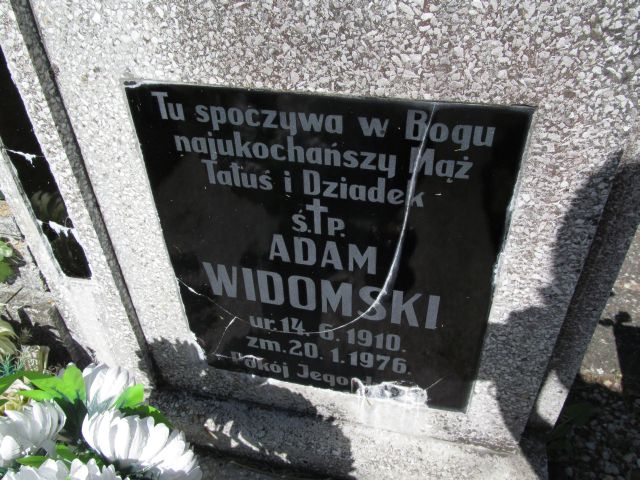 Tu spoczywa w Bogu
najukochańszy Mąż
Tatuś i Dziadek
Ś.†P.
ADAM
WIDOMSKI
ur. 14. 6. 1910.
zm. 20. 1. 1976.
pokój Jego